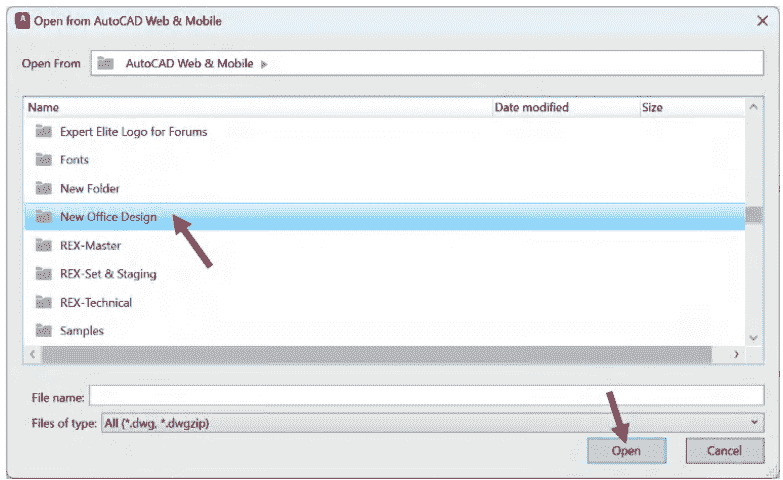 Open from AutoCAD Web & Mobile
Open From AutoCAD Web & Mobile
Name Date modified Size
Expert Elite Logo for Forums
Fonts
New Folder
New Office Design
REX-Master
REX-Set & Staging
REX-Technical
Samples
File name:
Files of type: All (*.dwg, *.dwgzip)
Open Cancel